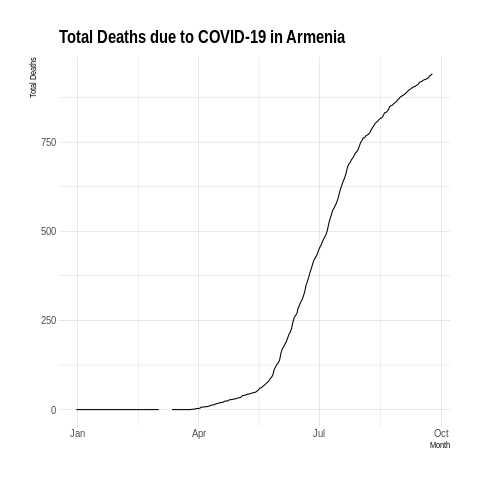 Total Deaths due to COVID-19 in Armenia
Total Deaths
750
500
250
0
Jan Apr Jul Oct
Month